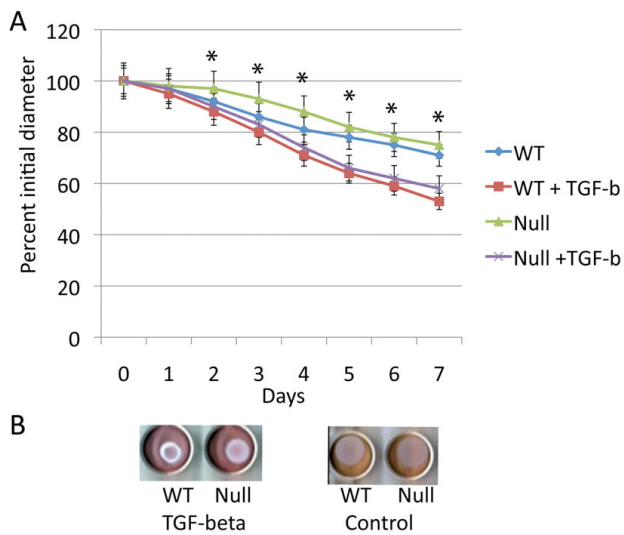 A
120
100
80
60
40
20
0
Percent initial diameter
* * * * * *
0 1 2 3 4 5 6 7
Days
WT
WT + TGF-b
Null
Null +TGF-b
B
WT Null WT Null
TGF-beta Control